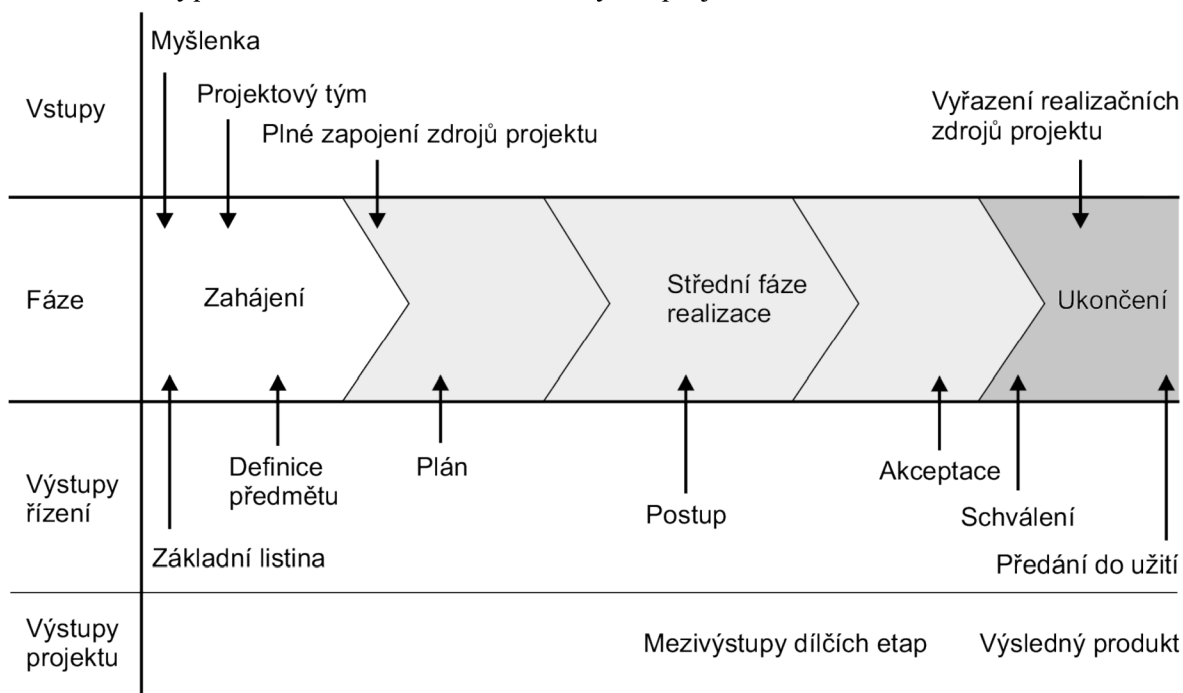 Myšlenka
Projektový tým
Plné zapojení zdrojů projektu
Vyřazení realizačních
zdrojů projektu
Vstupy
Fáze
Zahájení
Střední fáze
realizace
Ukončení
Výstupy
řízení
Základní listina
Definice
předmětu
Plán
Postup
Akceptace
Schválení
Předání do užití
Výstupy
projektu
Mezivýstupy dílčích etap
Výsledný produkt